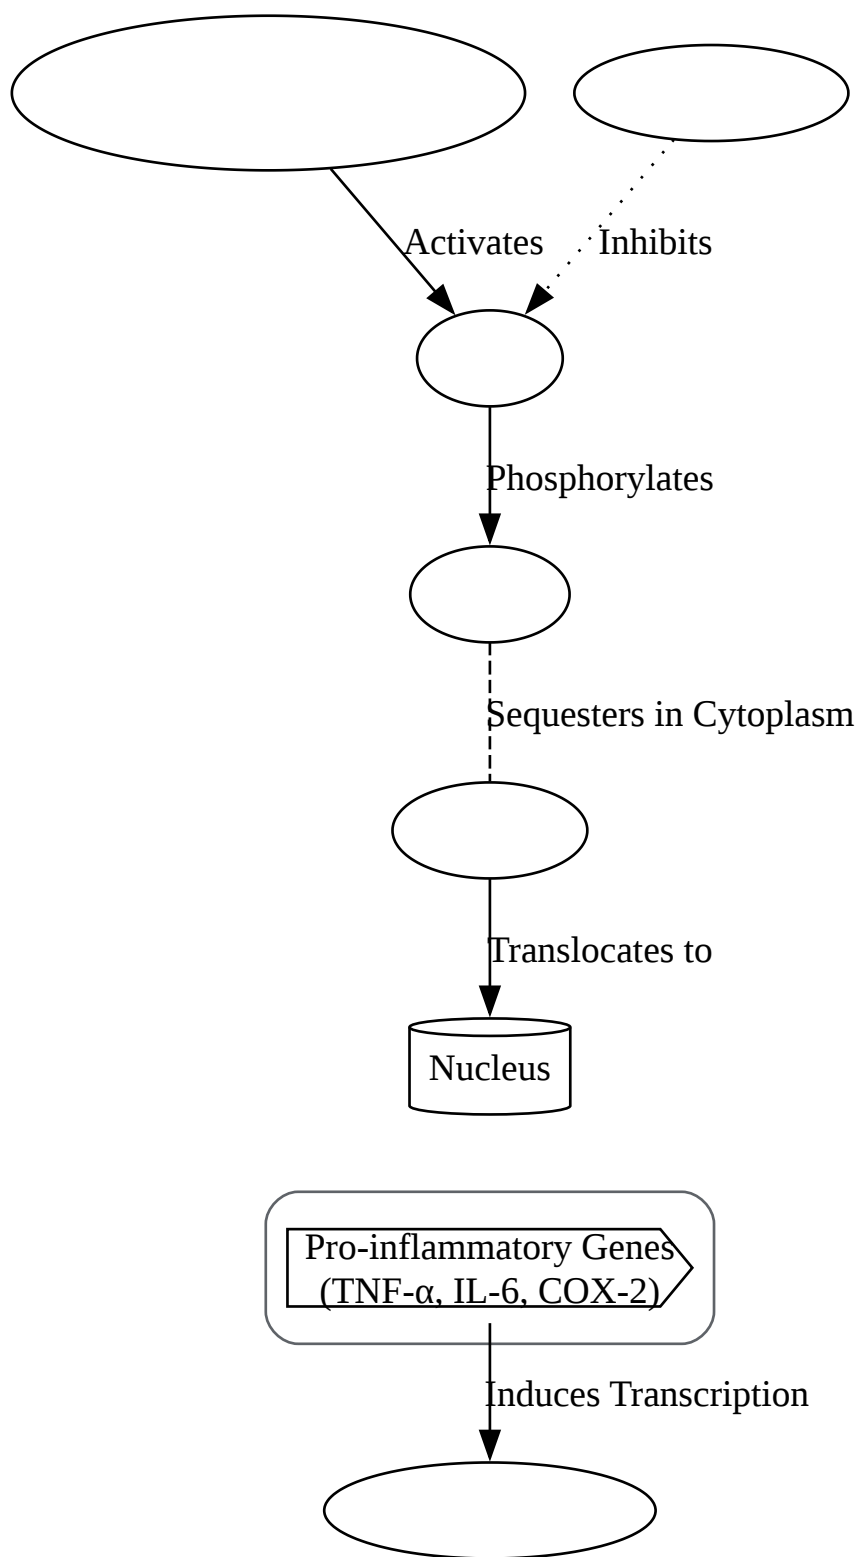 Activates
Inhibits
Phosphorylates
Sequesters in Cytoplasm
Translocates to
Nucleus
Pro-inflammatory Genes
(TNF-α, IL-6, COX-2)
Induces Transcription